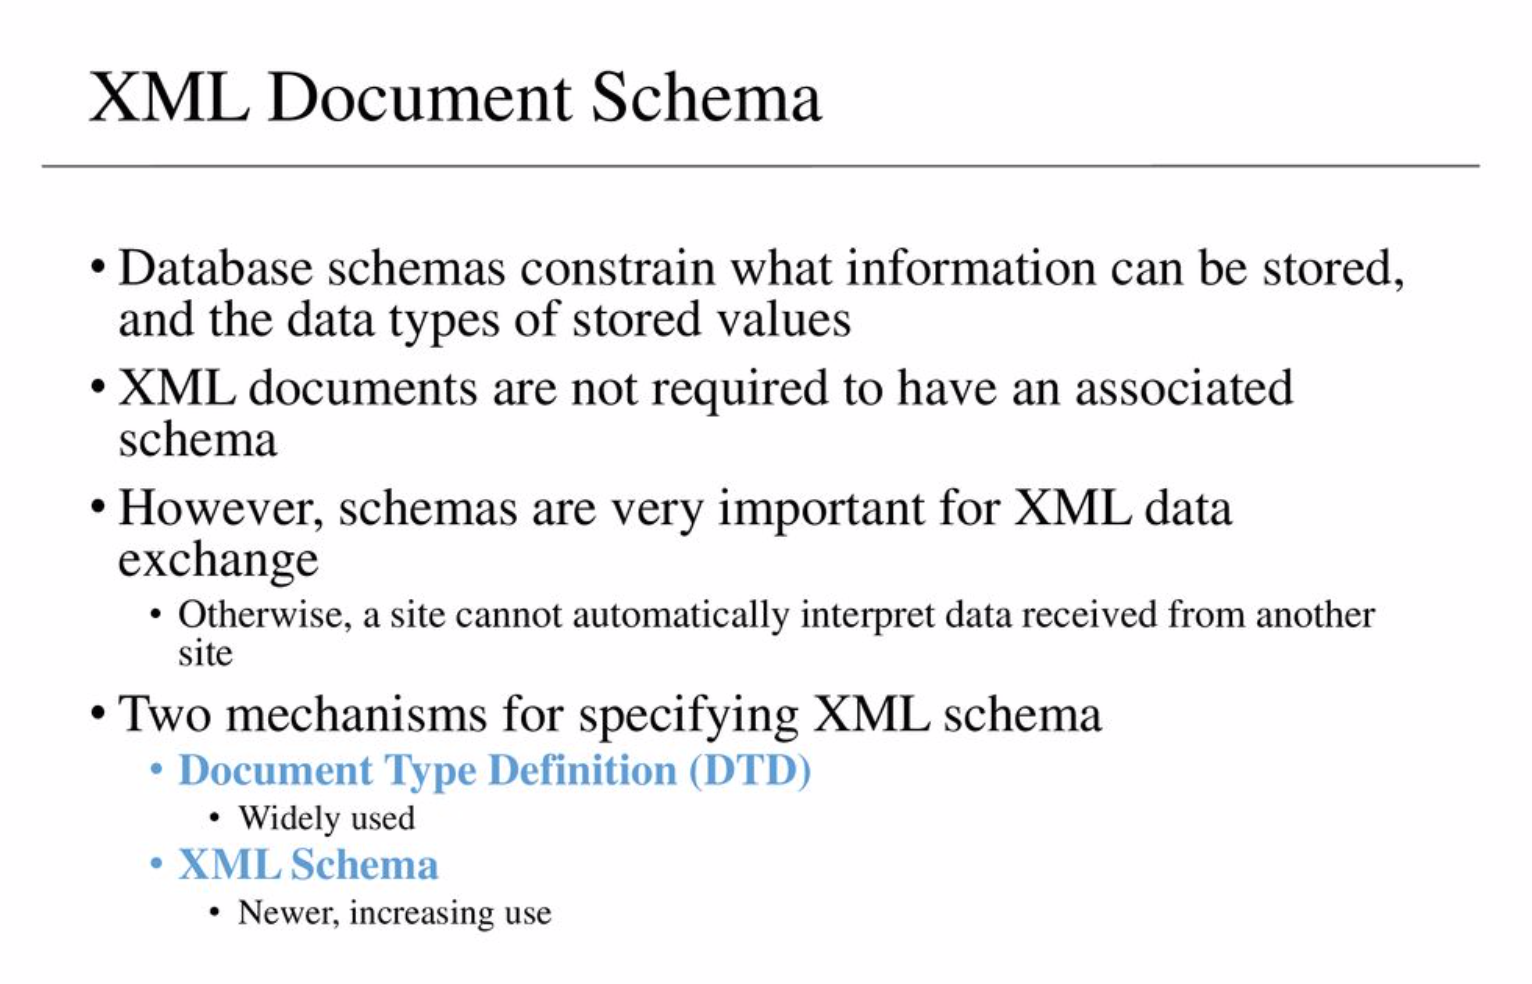 XML Document Schema
• Database schemas constrain what information can be stored,
and the data types of stored values
• XML documents are not required to have an associated
schema
• However, schemas are very important for XML data
exchange
• Otherwise, a site cannot automatically interpret data received from another
site
• Two mechanisms for specifying XML schema
• Document Type Definition (DTD)
• Widely used
• XML Schema
• Newer, increasing use